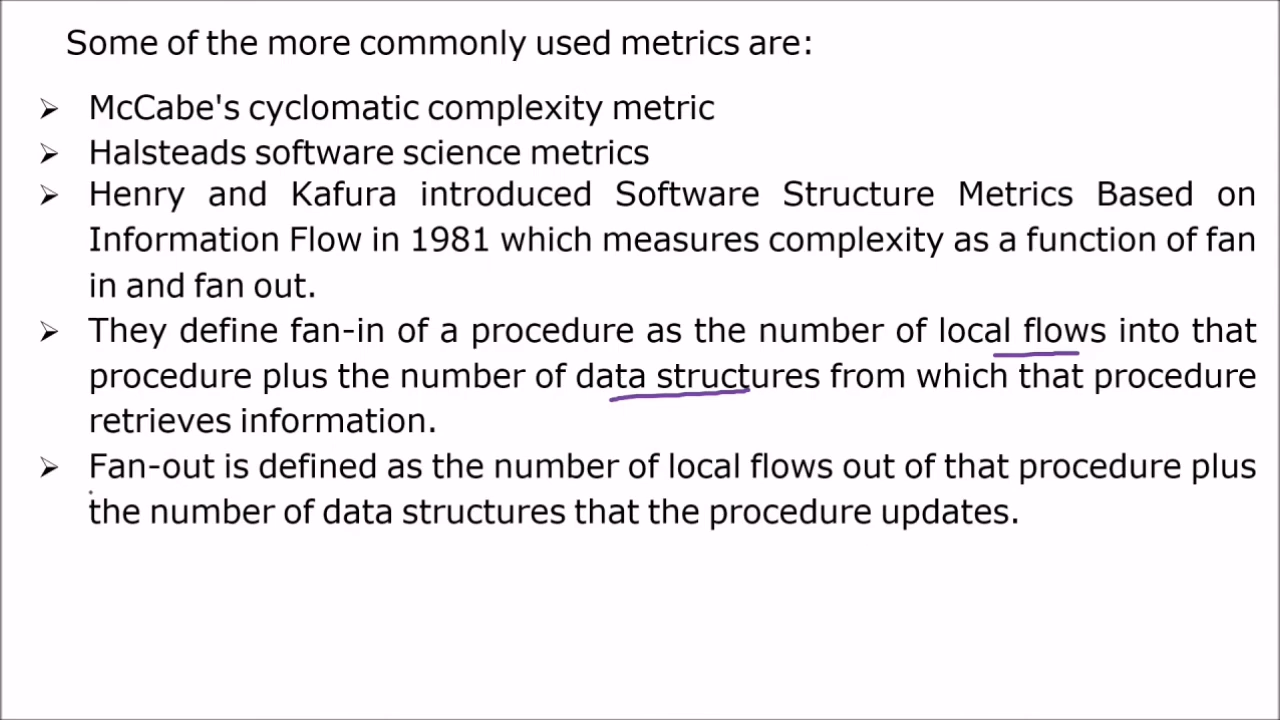 Some of the more commonly used metrics are:
➢ McCabe's cyclomatic complexity metric
➢ Halsteads software science metrics
➢ Henry and Kafura introduced Software Structure Metrics Based on
Information Flow in 1981 which measures complexity as a function of fan
in and fan out.
➢ They define fan-in of a procedure as the number of local flows into that
procedure plus the number of data structures from which that procedure
retrieves information.
➢ Fan-out is defined as the number of local flows out of that procedure plus
the number of data structures that the procedure updates.